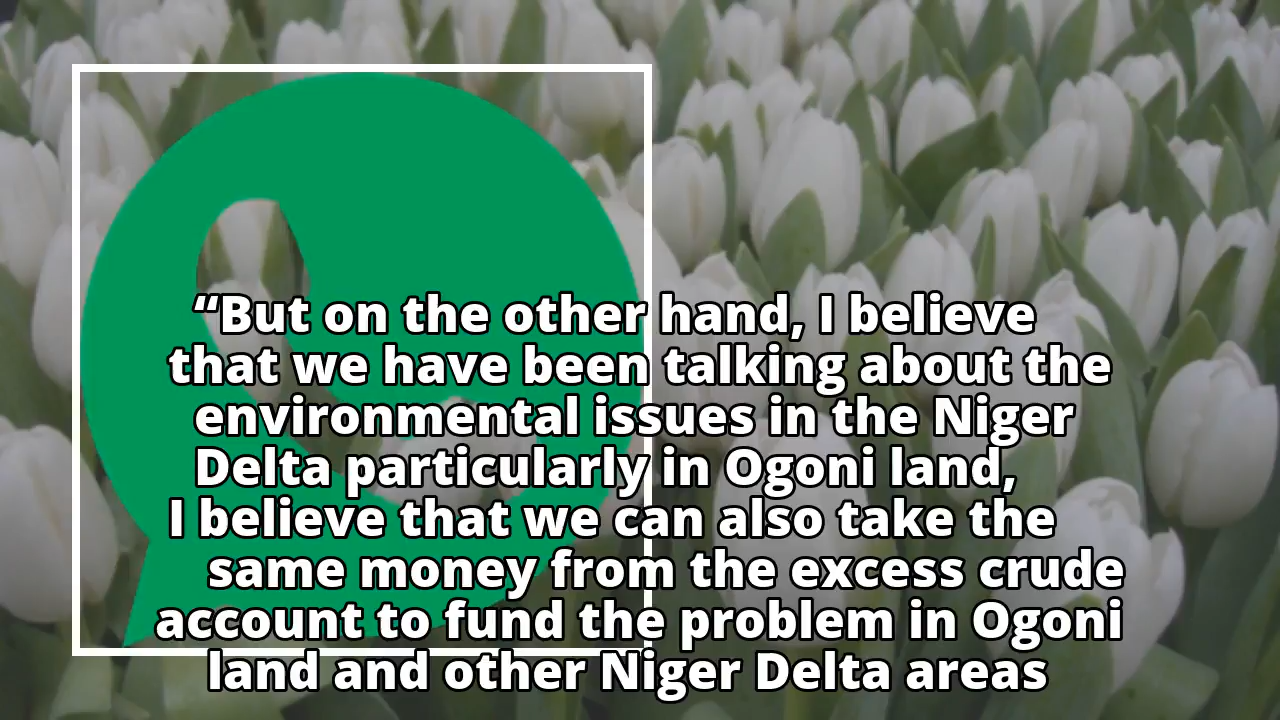 “But on the other hand, I believe
that we have been talking about the
environmental issues in the Niger
Delta particularly in Ogoni land,
I believe that we can also take the
same money from the excess crude
account to fund the problem in Ogoni
land and other Niger Delta areas